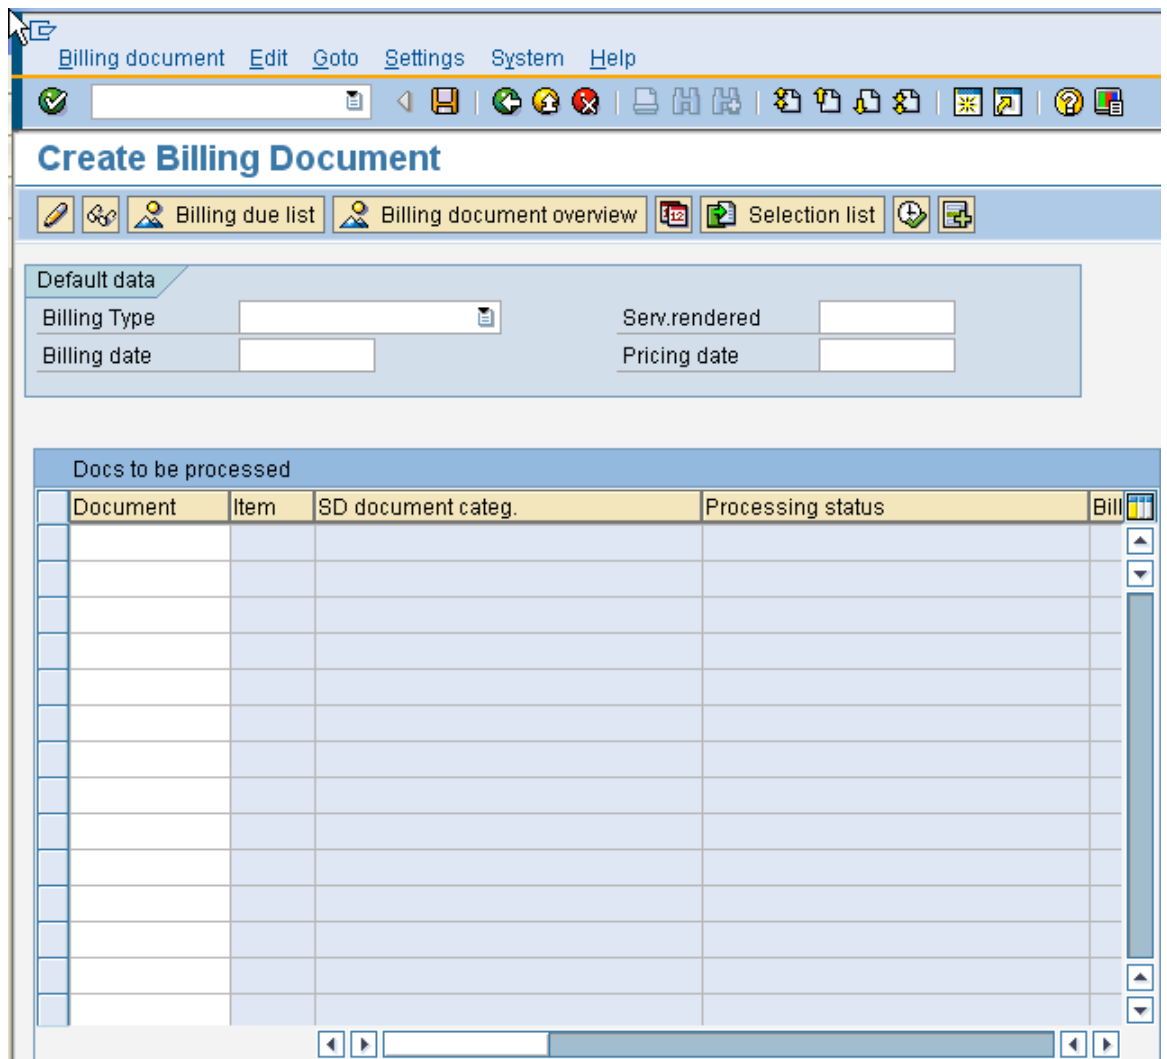 Billing document Edit Goto Settings System Help
Create Billing Document
Billing due list Billing document overview 12 Selection list
Default data
Billing Type Serv.rendered
Billing date Pricing date
Docs to be processed
Document Item SD document categ. Processing status Bill